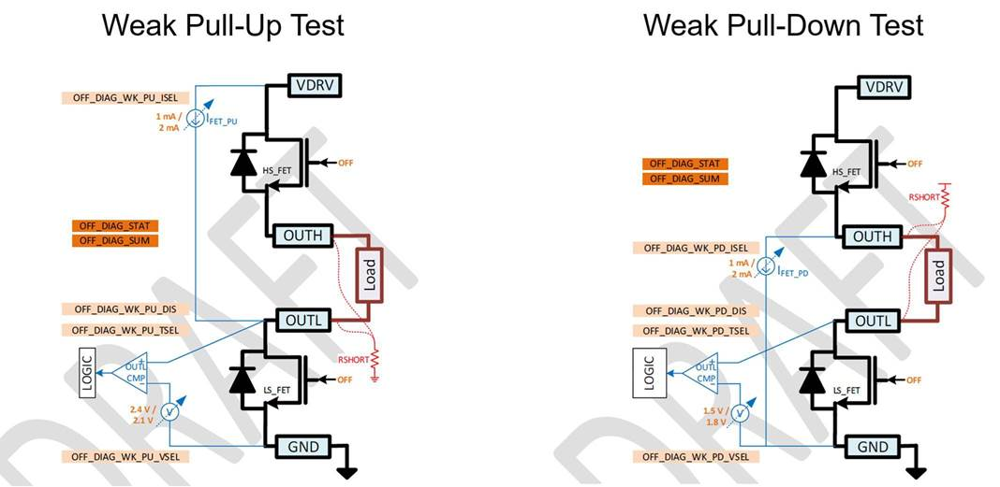 Weak Pull-Up Test
VDRV
OFF_DIAG_WK_PU_ISEL
1 mA /
2 mA
IFET_PU
HS_FET
OFF
OFF_DIAG_STAT
OFF_DIAG_SUM
OUTH
Load
OFF_DIAG_WK_PU_DIS
OUTL
OFF_DIAG_WK_PU_TSEL
LOGIC
+
OUTL
CMP
−
RSHORT
LS_FET
OFF
2.4 V /
2.1 V
V
GND
OFF_DIAG_WK_PU_VSEL
Weak Pull-Down Test
VDRV
OFF_DIAG_STAT
OFF_DIAG_SUM
HS_FET
OFF
RSHORT
OUTH
OFF_DIAG_WK_PD_ISEL
1 mA /
2 mA
IFET_PD
Load
OFF_DIAG_WK_PD_DIS
OUTL
OFF_DIAG_WK_PD_TSEL
LOGIC
+
OUTL
CMP
−
LS_FET
OFF
1.5 V /
1.8 V
V
GND
OFF_DIAG_WK_PD_VSEL
DRAFT
DRAFT